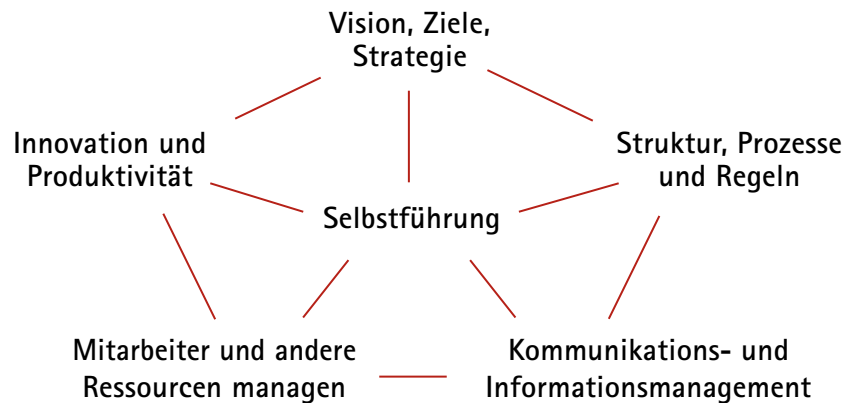 Vision, Ziele,
Strategie
Innovation und
Produktivität
Struktur, Prozesse
und Regeln
Selbstführung
Mitarbeiter und andere
Ressourcen managen
Kommunikations- und
Informationsmanagement